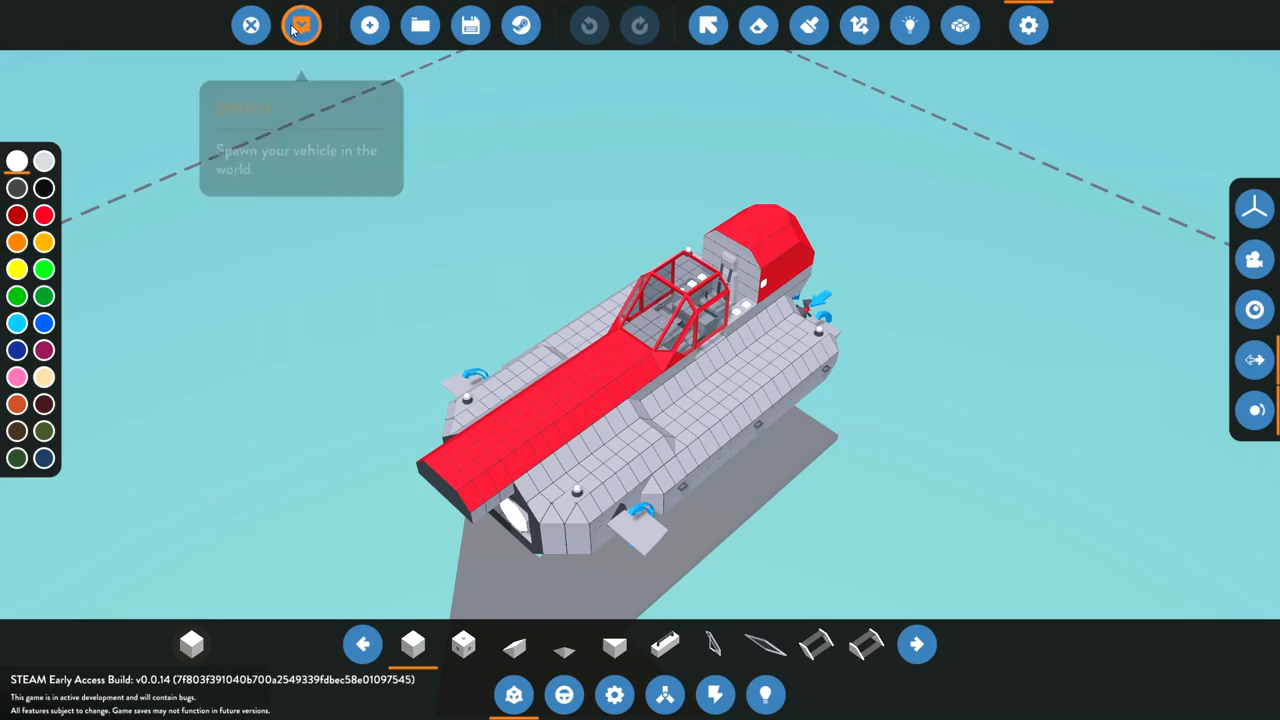 SPAWN
Spawn your vehicle in the
world.
STEAM Early Access Build: v0.0.14 (7f803f391040b700a2549339fdbec58e01097545)
This game is in active development and will contain bugs.
All features subject to change. Game saves may not function in future versions.